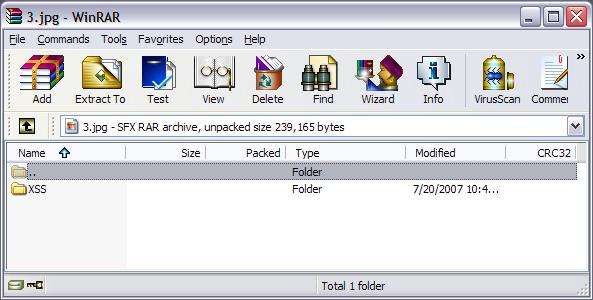 3.jpg - WinRAR
File Commands Tools Favorites Options Help
Add Extract To Test View Delete Find Wizard Info VirusScan Commer
»
3.jpg - SFX RAR archive, unpacked size 239,165 bytes
Name Size Packed Type Modified CRC32
.. Folder
XSS Folder 7/20/2007 10:4...
Total 1 folder